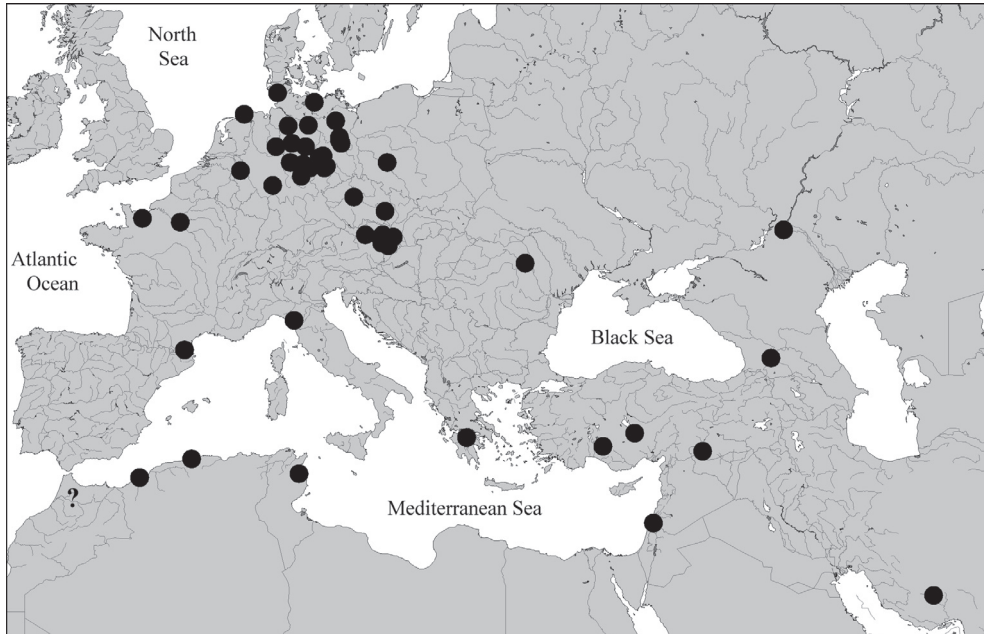 North
Sea
Atlantic
Ocean
Black Sea
?
Mediterranean Sea